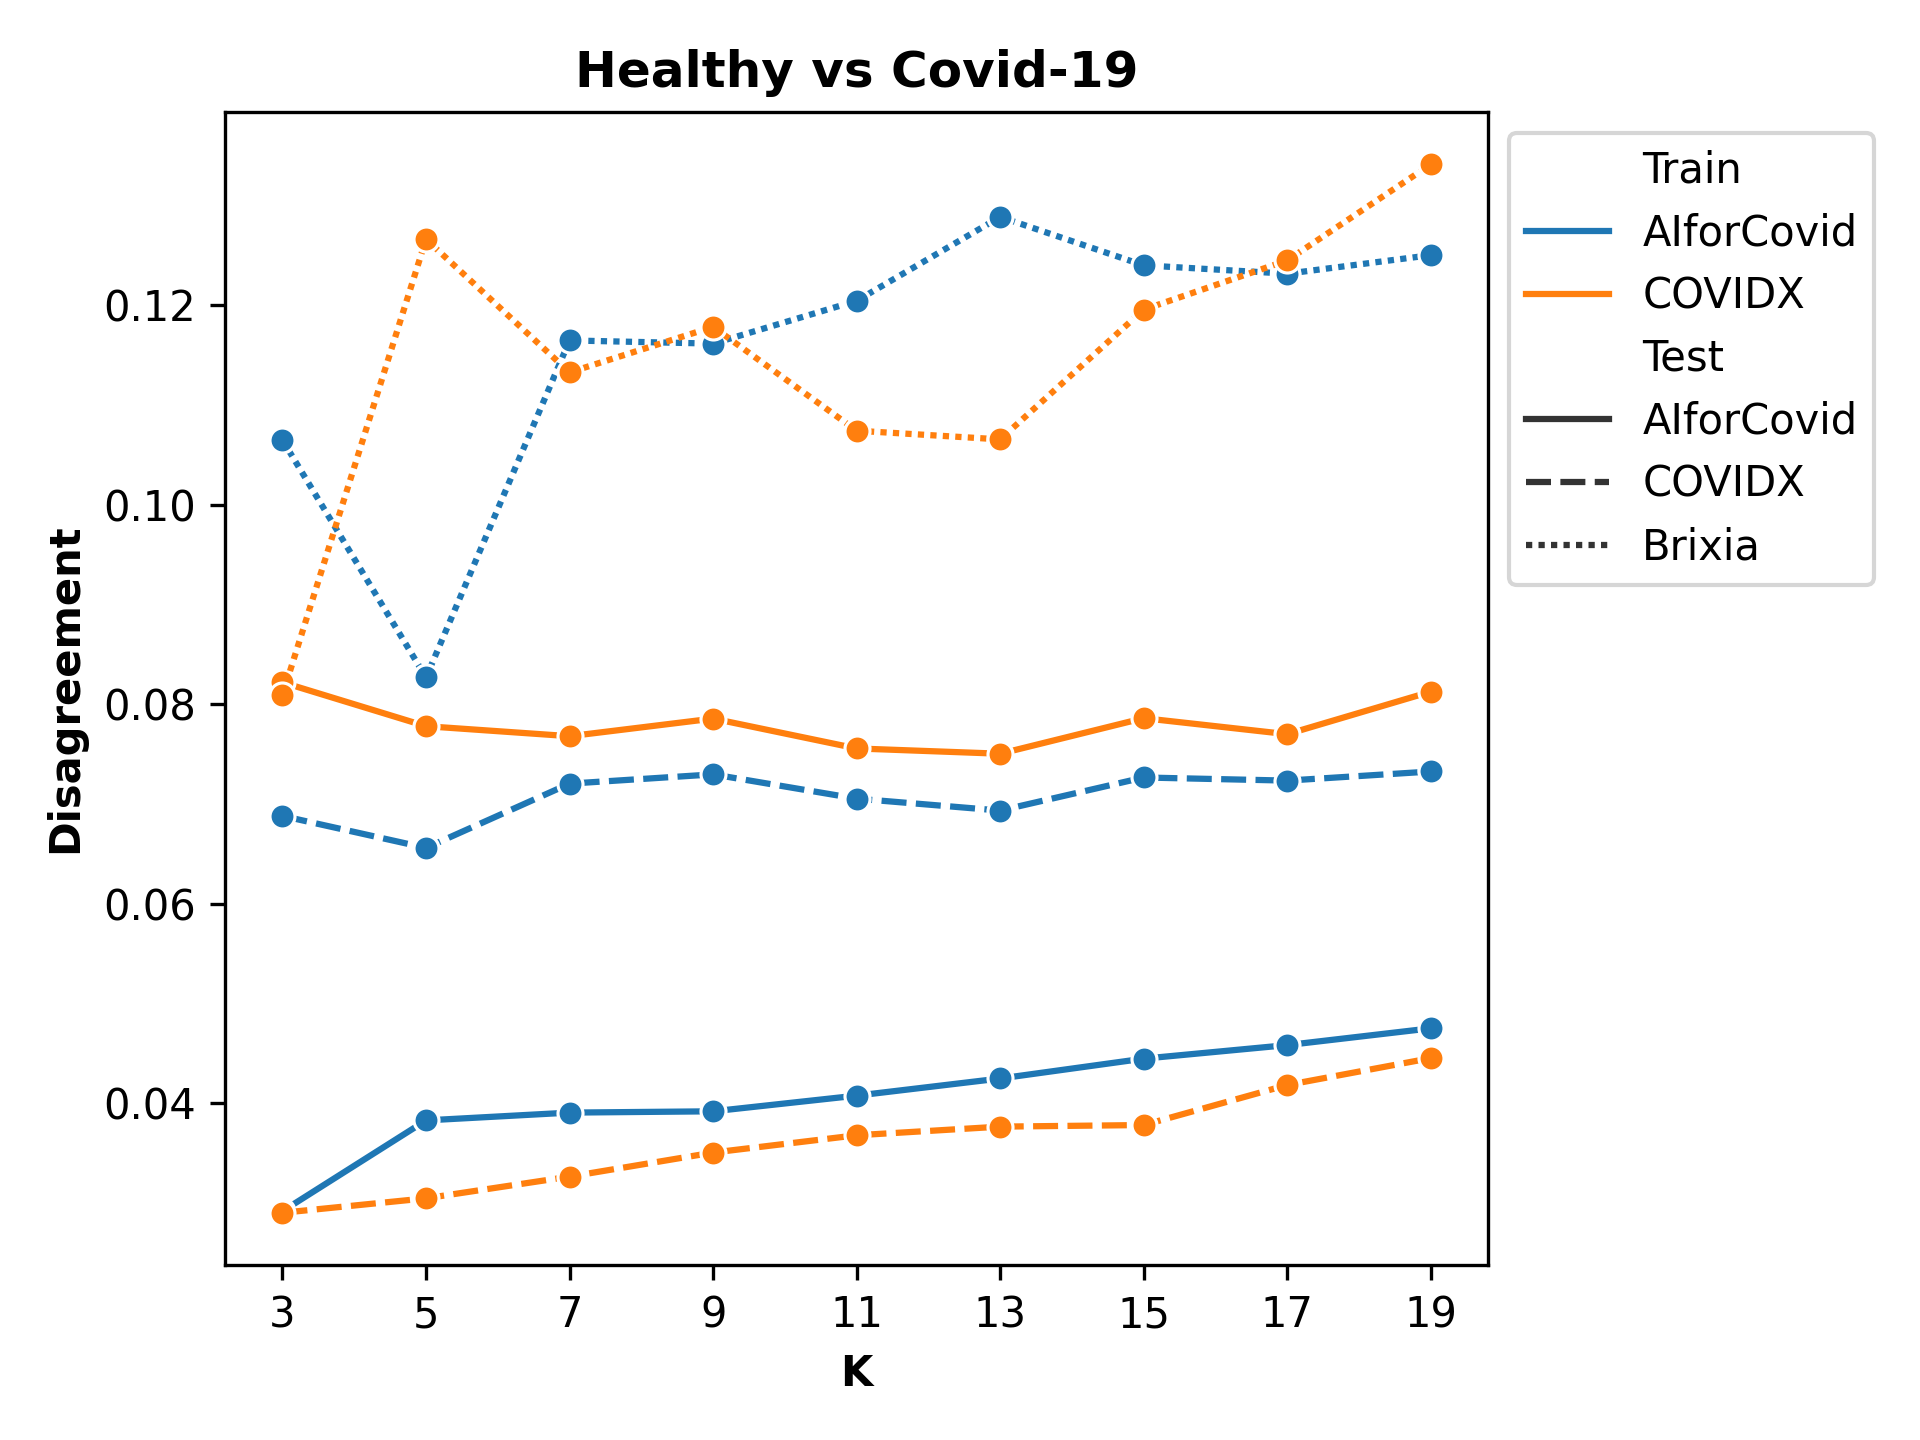 Healthy vs Covid-19
Train
AIforCovid
COVIDX
Test
AIforCovid
COVIDX
Brixia
Disagreement
0.12
0.10
0.08
0.06
0.04
3 5 7 9 11 13 15 17 19
K